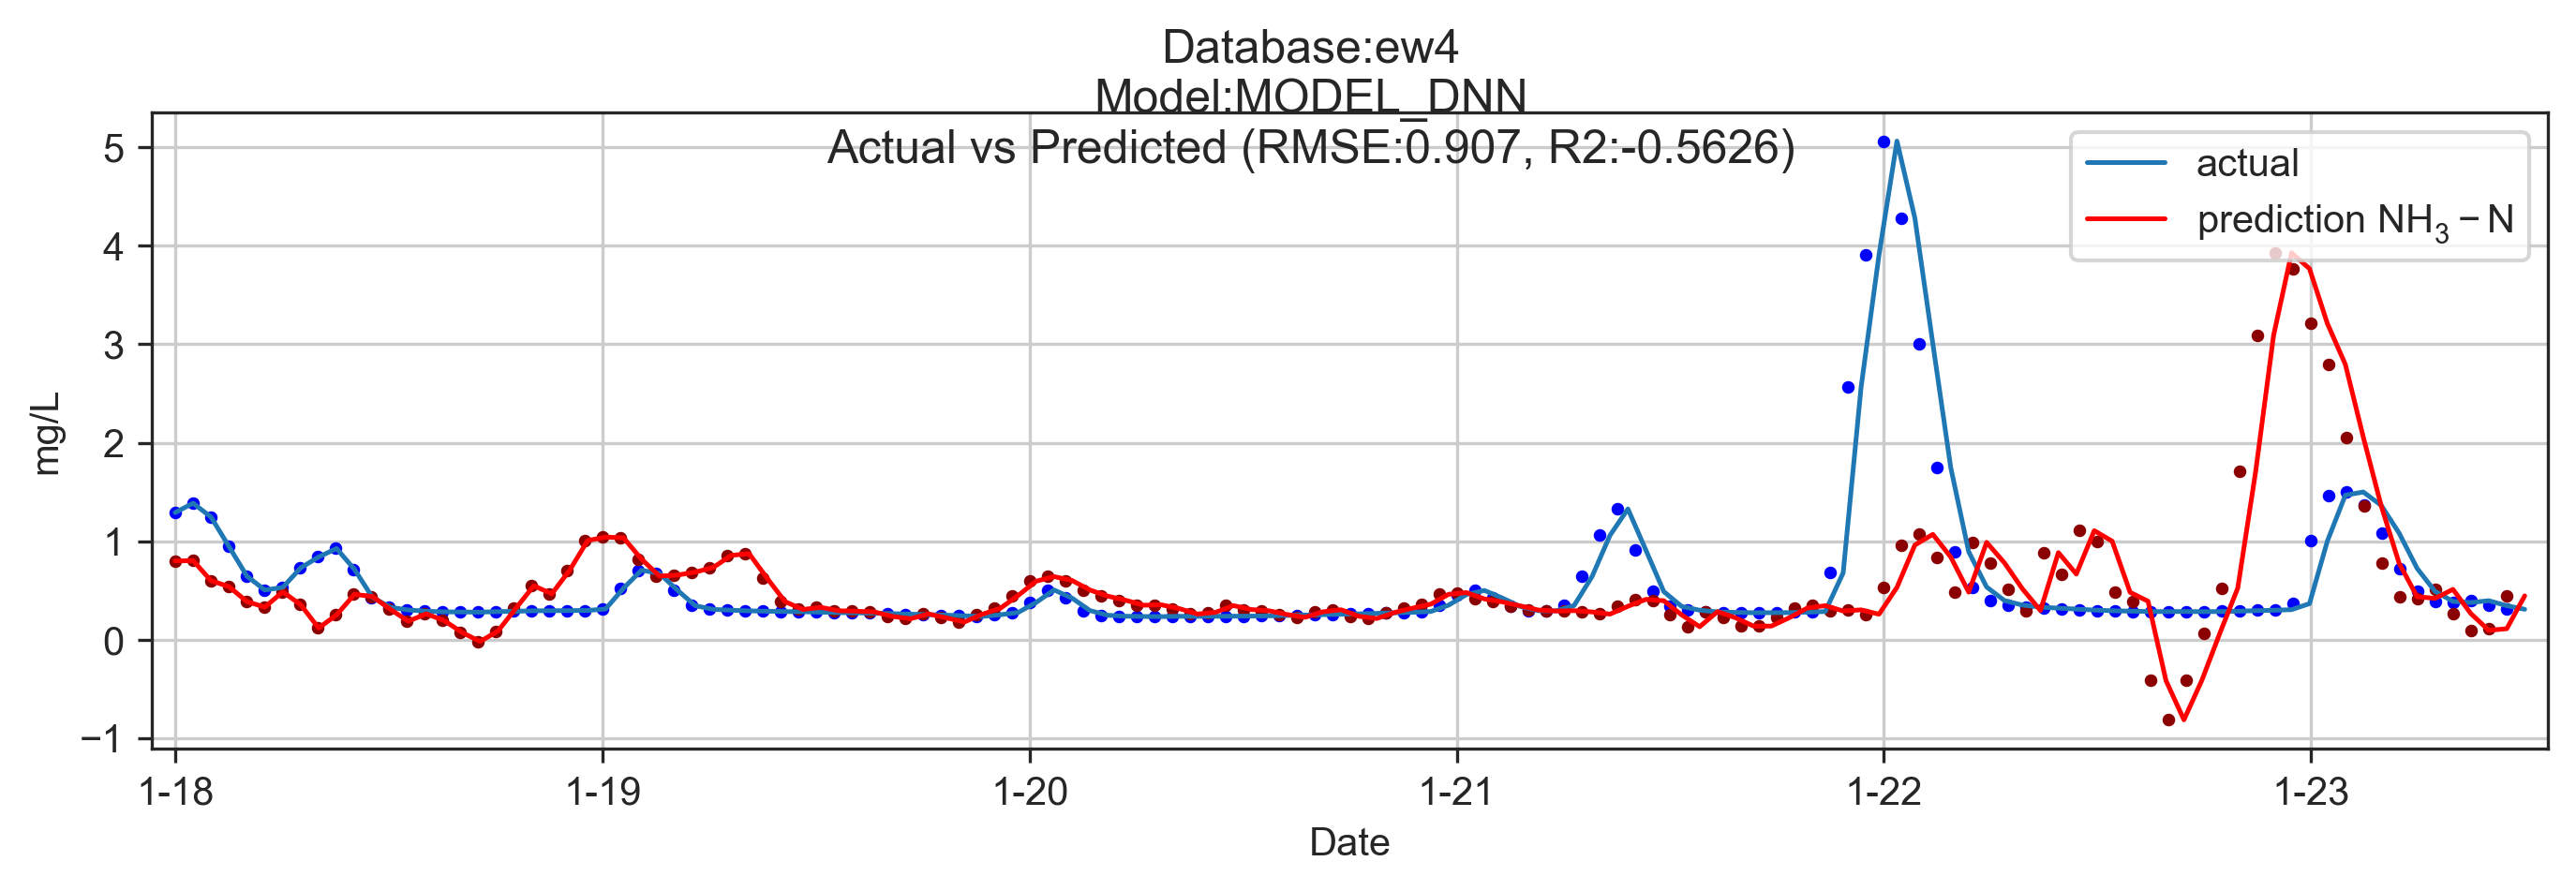 Database:ew4
Model:MODEL_DNN
Actual vs Predicted (RMSE:0.907, R2:-0.5626)
actual
prediction NH₃ − N
5
4
3
2
1
0
−1
mg/L
1-18 1-19 1-20 1-21 1-22 1-23
Date